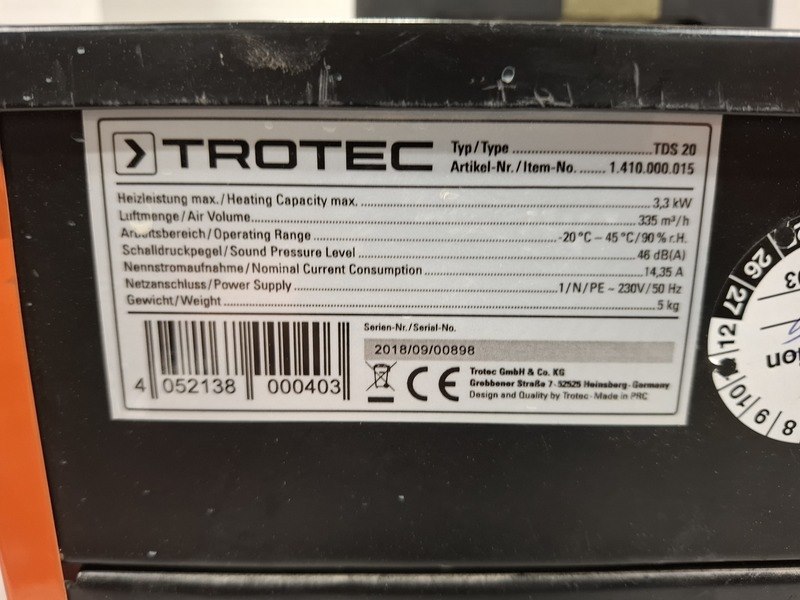 TROTEC
Typ/Type ........ TDS 20
Artikel-Nr./Item-No. ....... 1.410.000.015
Heizleistung max./Heating Capacity max. ........ 3,3 kW
Luftmenge/Air Volume ........ 335 m³/h
Arbeitsbereich/Operating Range ........ -20°C – 45°C/90% r.H.
Schalldruckpegel/Sound Pressure Level ........ 46 dB(A)
Nennstromaufnahme/Nominal Current Consumption ........ 14,35 A
Netzanschluss/Power Supply ........ 1/N/PE ~ 230V/50 Hz
Gewicht/Weight ........ 5 kg
Serien-Nr./Serial-No.
2018/09/00898
4 052138 000403
CE
Trotec GmbH & Co. KG
Grebbener Straße 7 · 52525 Heinsberg · Germany
Design and Quality by Trotec · Made in PRC
26
27
12
10
9
8